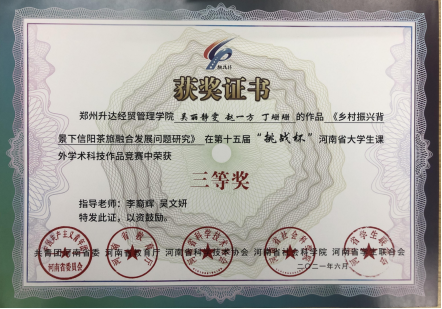 获奖证书
郑州升达经贸管理学院 吴丽静雯 赵一方 丁姗姗 的作品 《乡村振兴背
景下信阳茶旅融合发展问题研究》 在第十五届“挑战杯”河南省大学生课
外学术科技作品竞赛中荣获
三等奖
指导老师：李裔辉 吴文妍
特发此证，以资鼓励。
共青团河南省委 河南省教育厅 河南省科学技术协会 河南省社会科学院 河南省学生联合会
二〇二一年六月